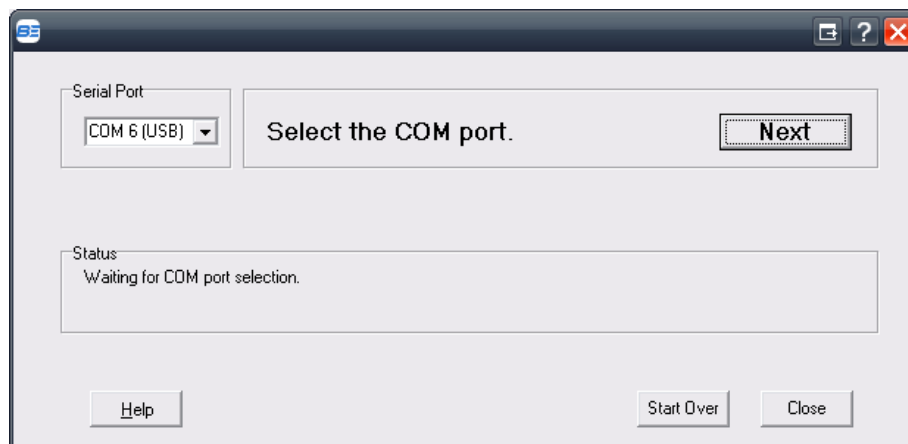 BE
?
Serial Port
COM 6 (USB)
Select the COM port.
Next
Status
Waiting for COM port selection.
Help
Start Over
Close